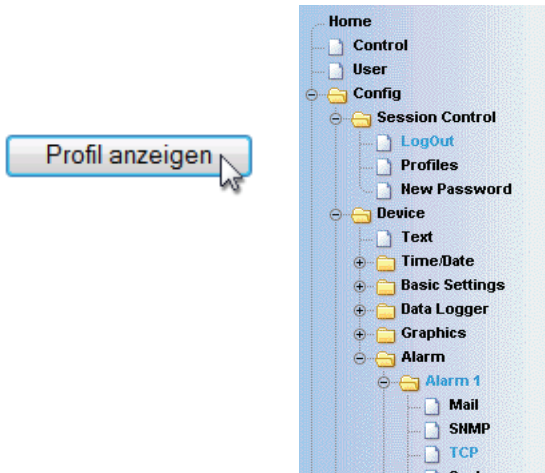 Profil anzeigen
Home
Control
User
Config
Session Control
LogOut
Profiles
New Password
Device
Text
Time/Date
Basic Settings
Data Logger
Graphics
Alarm
Alarm 1
Mail
SNMP
TCP